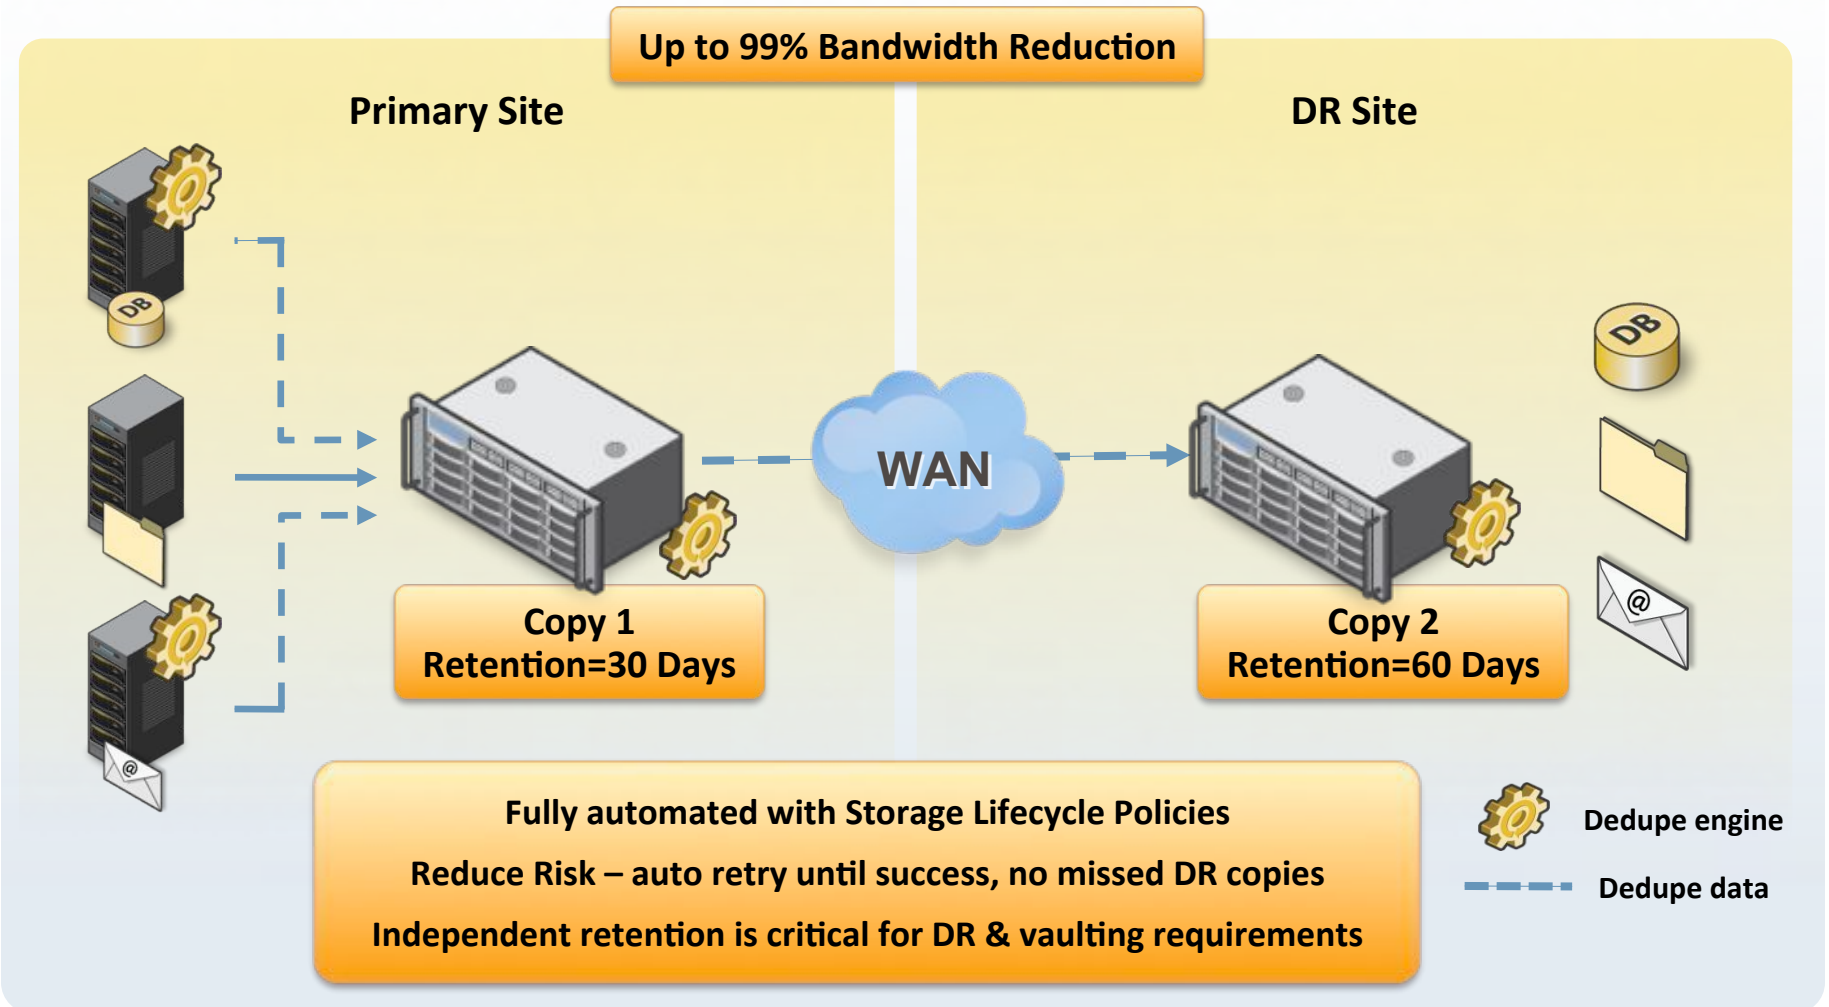 Up to 99% Bandwidth Reduction
Primary Site
DR Site
DB
DB
WAN
@
Copy 1
Retention=30 Days
Copy 2
Retention=60 Days
@
Fully automated with Storage Lifecycle Policies
Reduce Risk – auto retry until success, no missed DR copies
Independent retention is critical for DR & vaulting requirements
Dedupe engine
Dedupe data